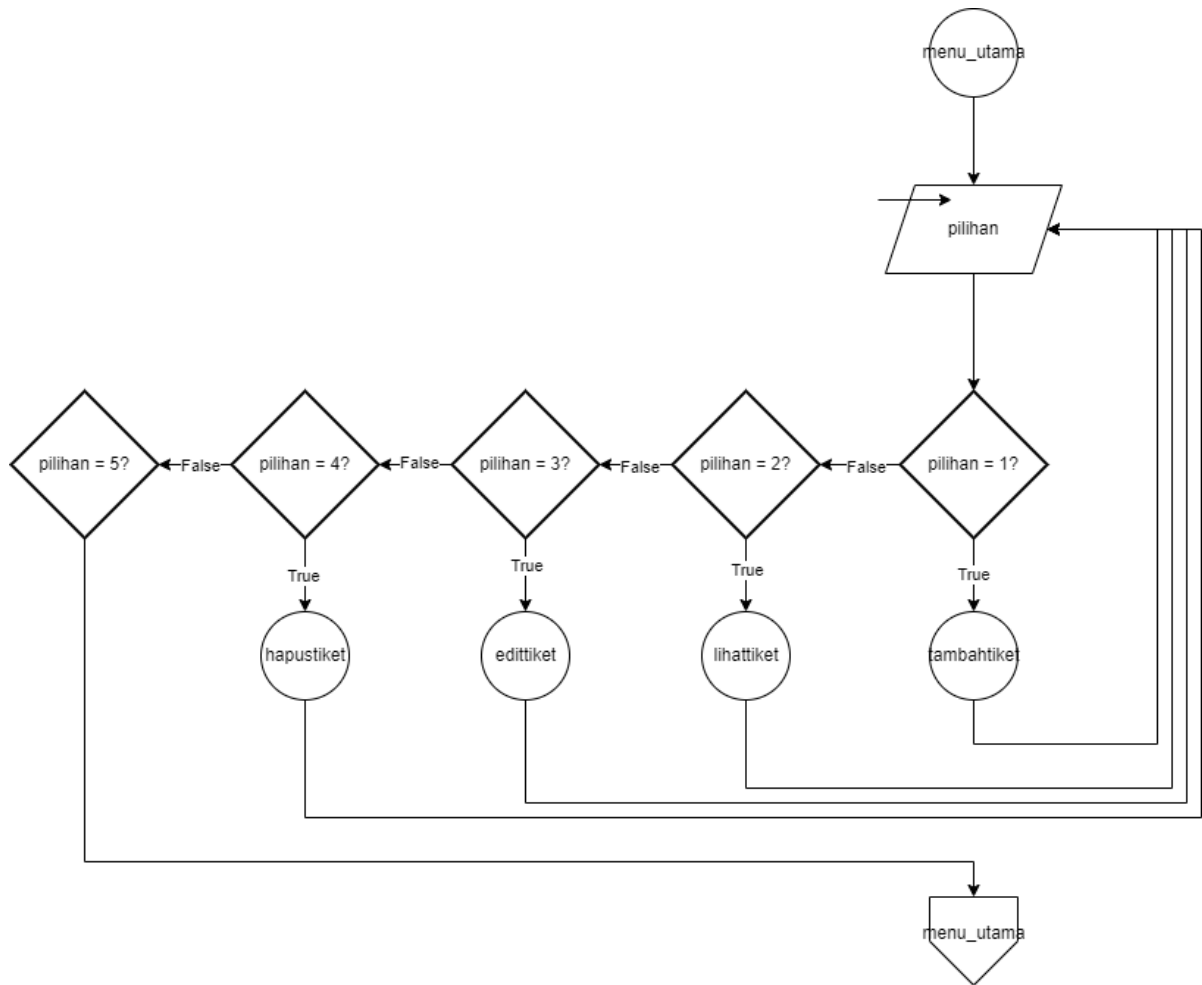 menu_utama
pilihan
pilihan = 5?
False
pilihan = 4?
False
pilihan = 3?
False
pilihan = 2?
False
pilihan = 1?
True
True
True
True
hapustiket
edittiket
lihattiket
tambahtiket
menu_utama